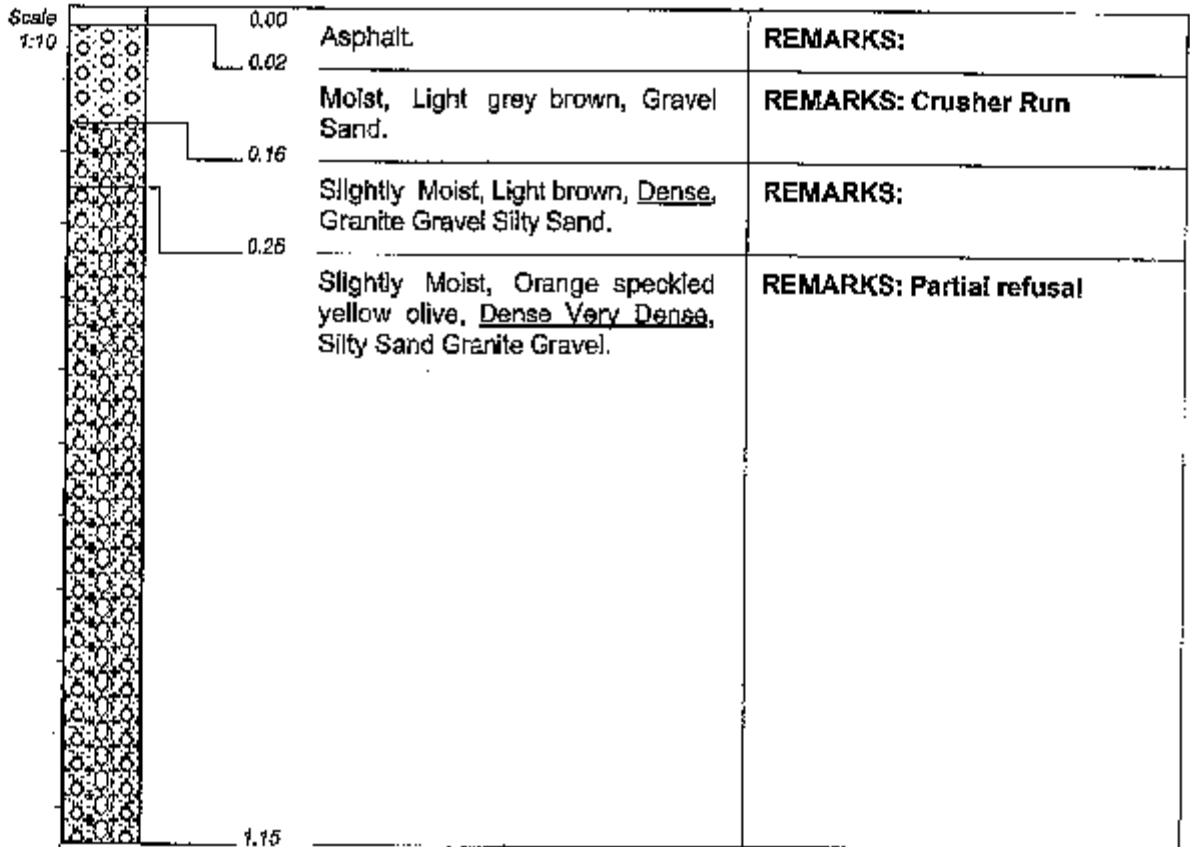 Scale
1:10
0.00
Asphalt.
REMARKS:
0.02
Moist, Light grey brown, Gravel
Sand.
REMARKS: Crusher Run
0.16
Slightly Moist, Light brown, Dense,
Granite Gravel Silty Sand.
REMARKS:
0.25
Slightly Moist, Orange speckled
yellow olive, Dense Very Dense,
Silty Sand Granite Gravel.
REMARKS: Partial refusal
1.15